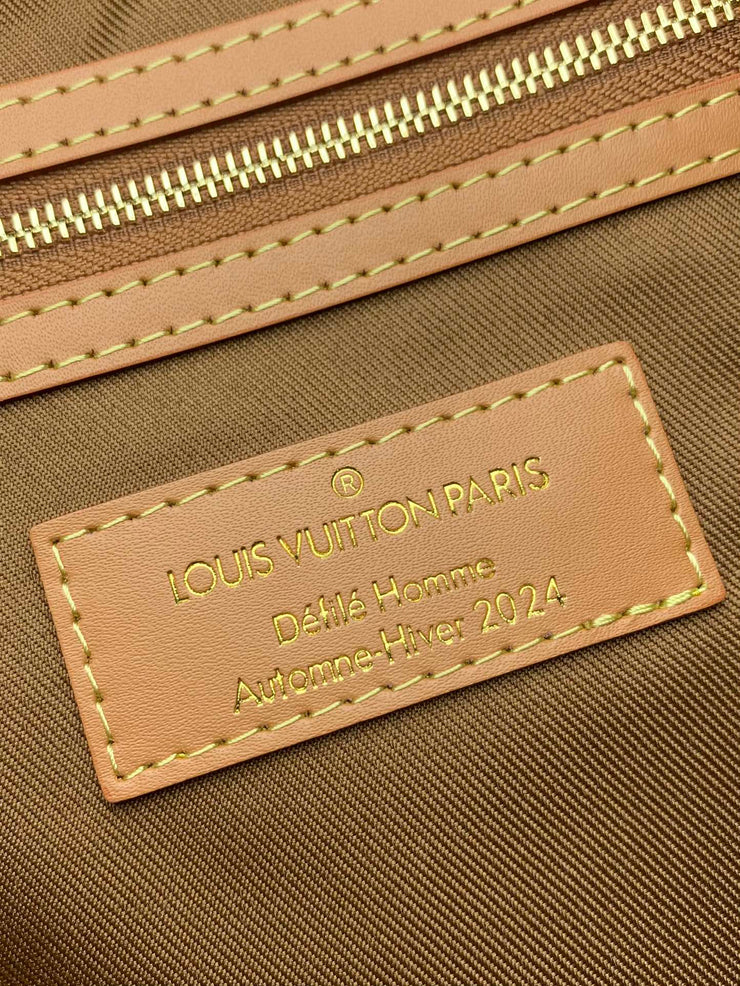 ®
LOUIS VUITTON PARIS
Défilé Homme
Automne-Hiver 2024